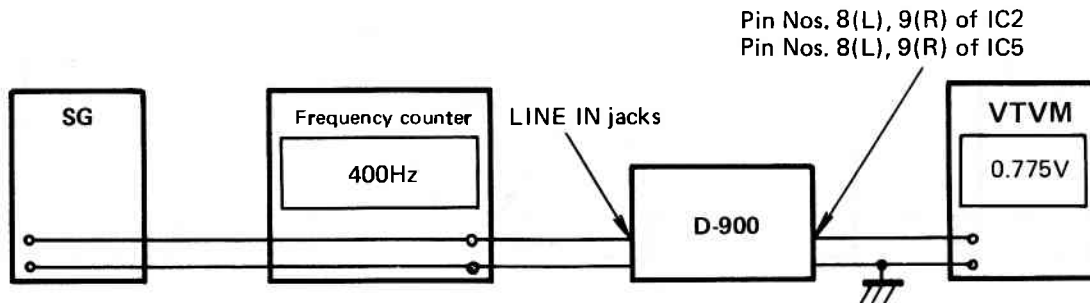 Pin Nos. 8(L), 9(R) of IC2
Pin Nos. 8(L), 9(R) of IC5
SG
Frequency counter
400Hz
LINE IN jacks
D-900
VTVM
0.775V